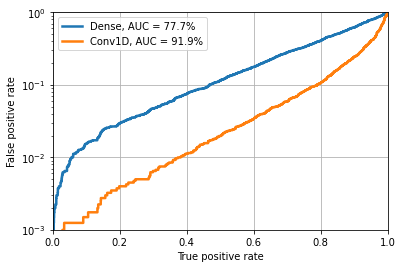 Dense, AUC = 77.7%
Conv1D, AUC = 91.9%
False positive rate
10⁰
10⁻¹
10⁻²
10⁻³
0.0 0.2 0.4 0.6 0.8 1.0
True positive rate